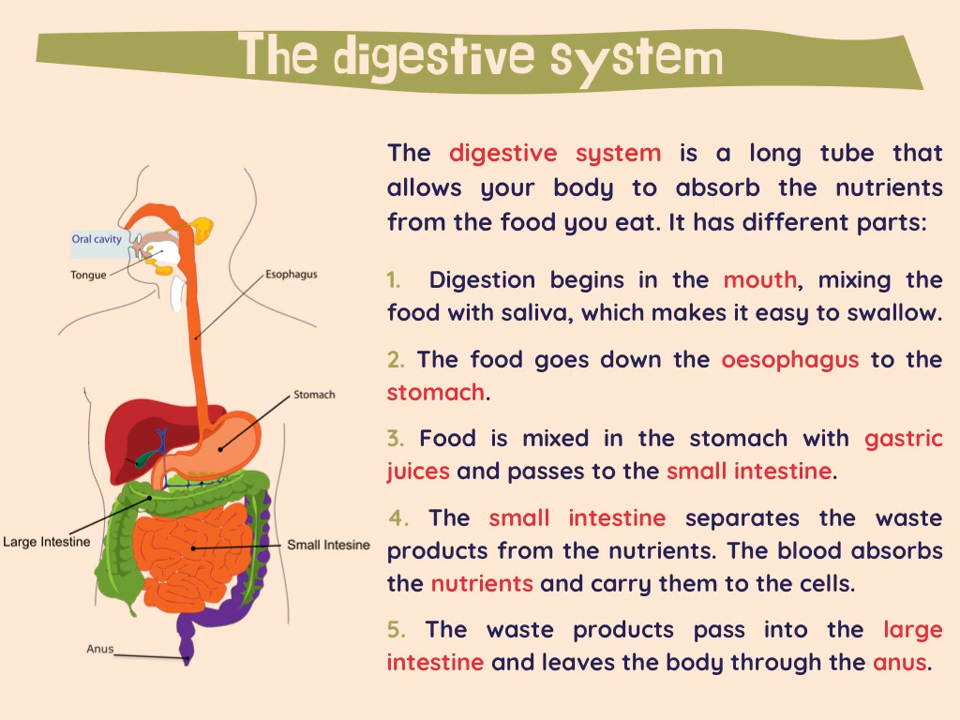 The digestive system
The digestive system is a long tube that
allows your body to absorb the nutrients
from the food you eat. It has different parts:
1. Digestion begins in the mouth, mixing the
food with saliva, which makes it easy to swallow.
2. The food goes down the oesophagus to the
stomach.
3. Food is mixed in the stomach with gastric
juices and passes to the small intestine.
4. The small intestine separates the waste
products from the nutrients. The blood absorbs
the nutrients and carry them to the cells.
5. The waste products pass into the large
intestine and leaves the body through the anus.
Oral cavity
Tongue
Esophagus
Stomach
Large Intestine
Small Intesine
Anus